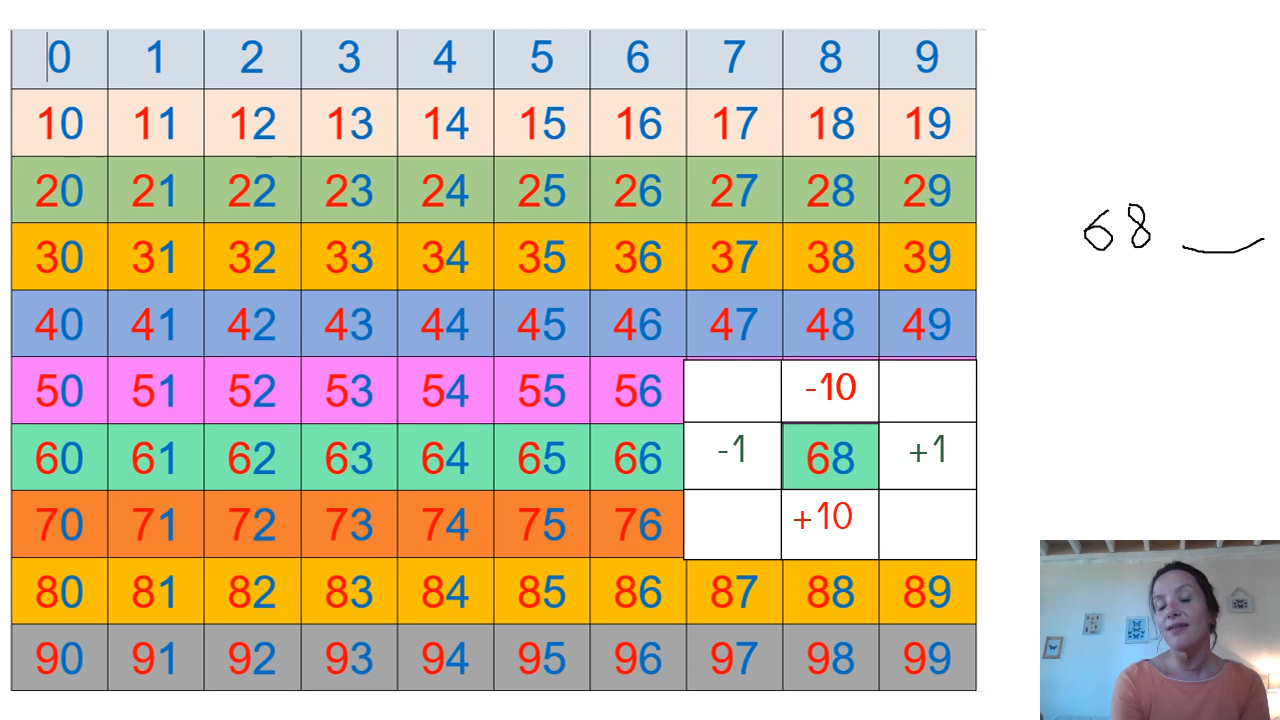 0 1 2 3 4 5 6 7 8 9
10 11 12 13 14 15 16 17 18 19
20 21 22 23 24 25 26 27 28 29
30 31 32 33 34 35 36 37 38 39
40 41 42 43 44 45 46 47 48 49
50 51 52 53 54 55 56 -10
60 61 62 63 64 65 66 -1 68 +1
70 71 72 73 74 75 76 +10
80 81 82 83 84 85 86 87 88 89
90 91 92 93 94 95 96 97 98 99
68 __